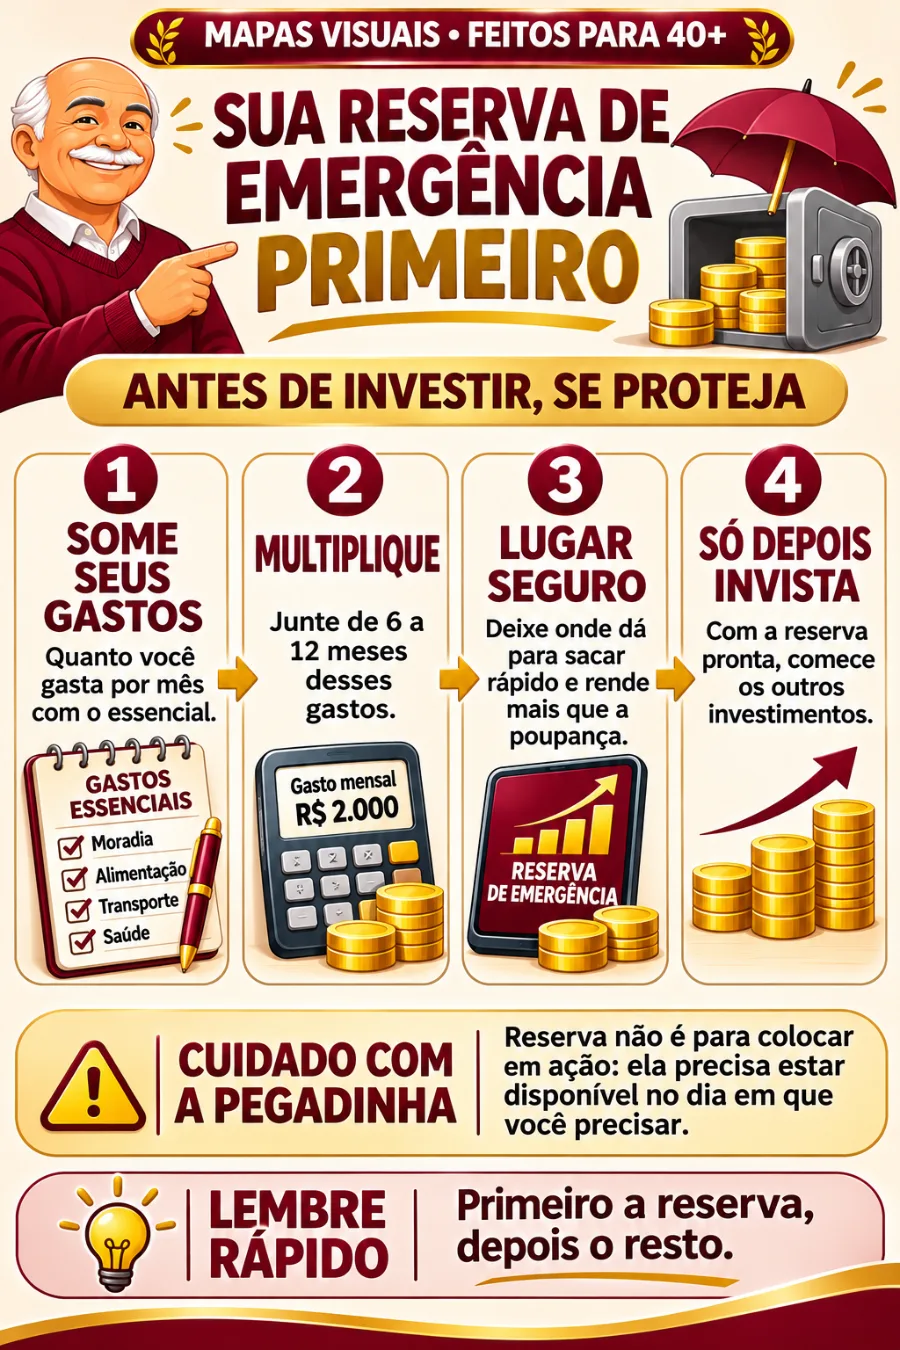 MAPAS VISUAIS • FEITOS PARA 40+
SUA RESERVA DE
EMERGÊNCIA
PRIMEIRO
ANTES DE INVESTIR, SE PROTEJA
1
SOME
SEUS
GASTOS
Quanto você
gasta por mês
com o essencial.
GASTOS
ESSENCIAIS
Moradia
Alimentação
Transporte
Saúde
2
MULTIPLIQUE
Junte de 6 a
12 meses
desses
gastos.
Gasto mensal
R$ 2.000
3
LUGAR
SEGURO
Deixe onde dá
para sacar
rápido e rende
mais que a
poupança.
RESERVA
DE EMERGÊNCIA
4
SÓ DEPOIS
INVISTA
Com a reserva
pronta, comece
os outros
investimentos.
CUIDADO COM
A PEGADINHA
Reserva não é para colocar
em ação: ela precisa estar
disponível no dia em que
você precisar.
LEMBRE
RÁPIDO
Primeiro a reserva,
depois o resto.